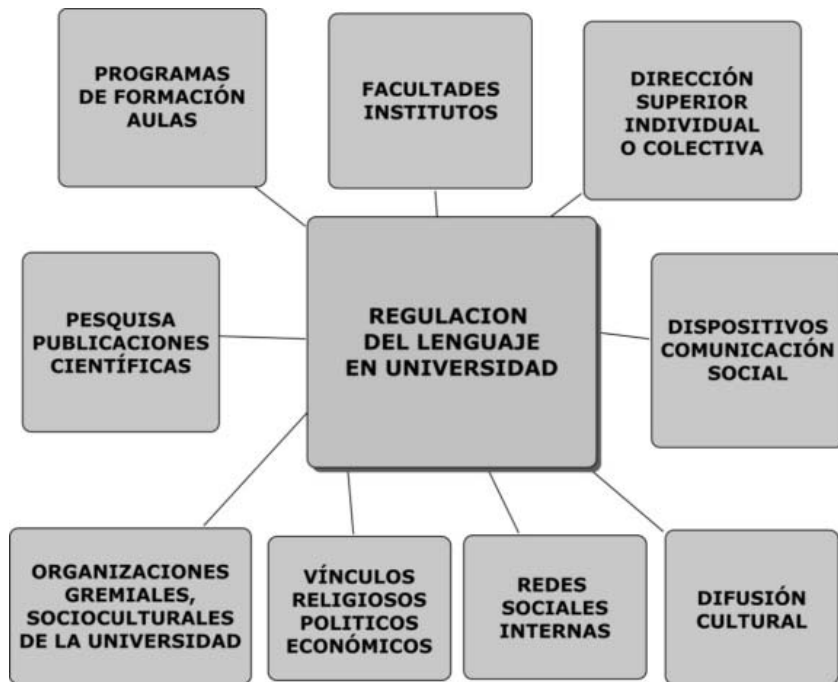 PROGRAMAS
DE FORMACIÓN
AULAS
FACULTADES
INSTITUTOS
DIRECCIÓN
SUPERIOR
INDIVIDUAL
O COLECTIVA
PESQUISA
PUBLICACIONES
CIENTÍFICAS
REGULACION
DEL LENGUAJE
EN UNIVERSIDAD
DISPOSITIVOS
COMUNICACIÓN
SOCIAL
ORGANIZACIONES
GREMIALES,
SOCIOCULTURALES
DE LA UNIVERSIDAD
VÍNCULOS
RELIGIOSOS
POLITICOS
ECONÓMICOS
REDES
SOCIALES
INTERNAS
DIFUSIÓN
CULTURAL